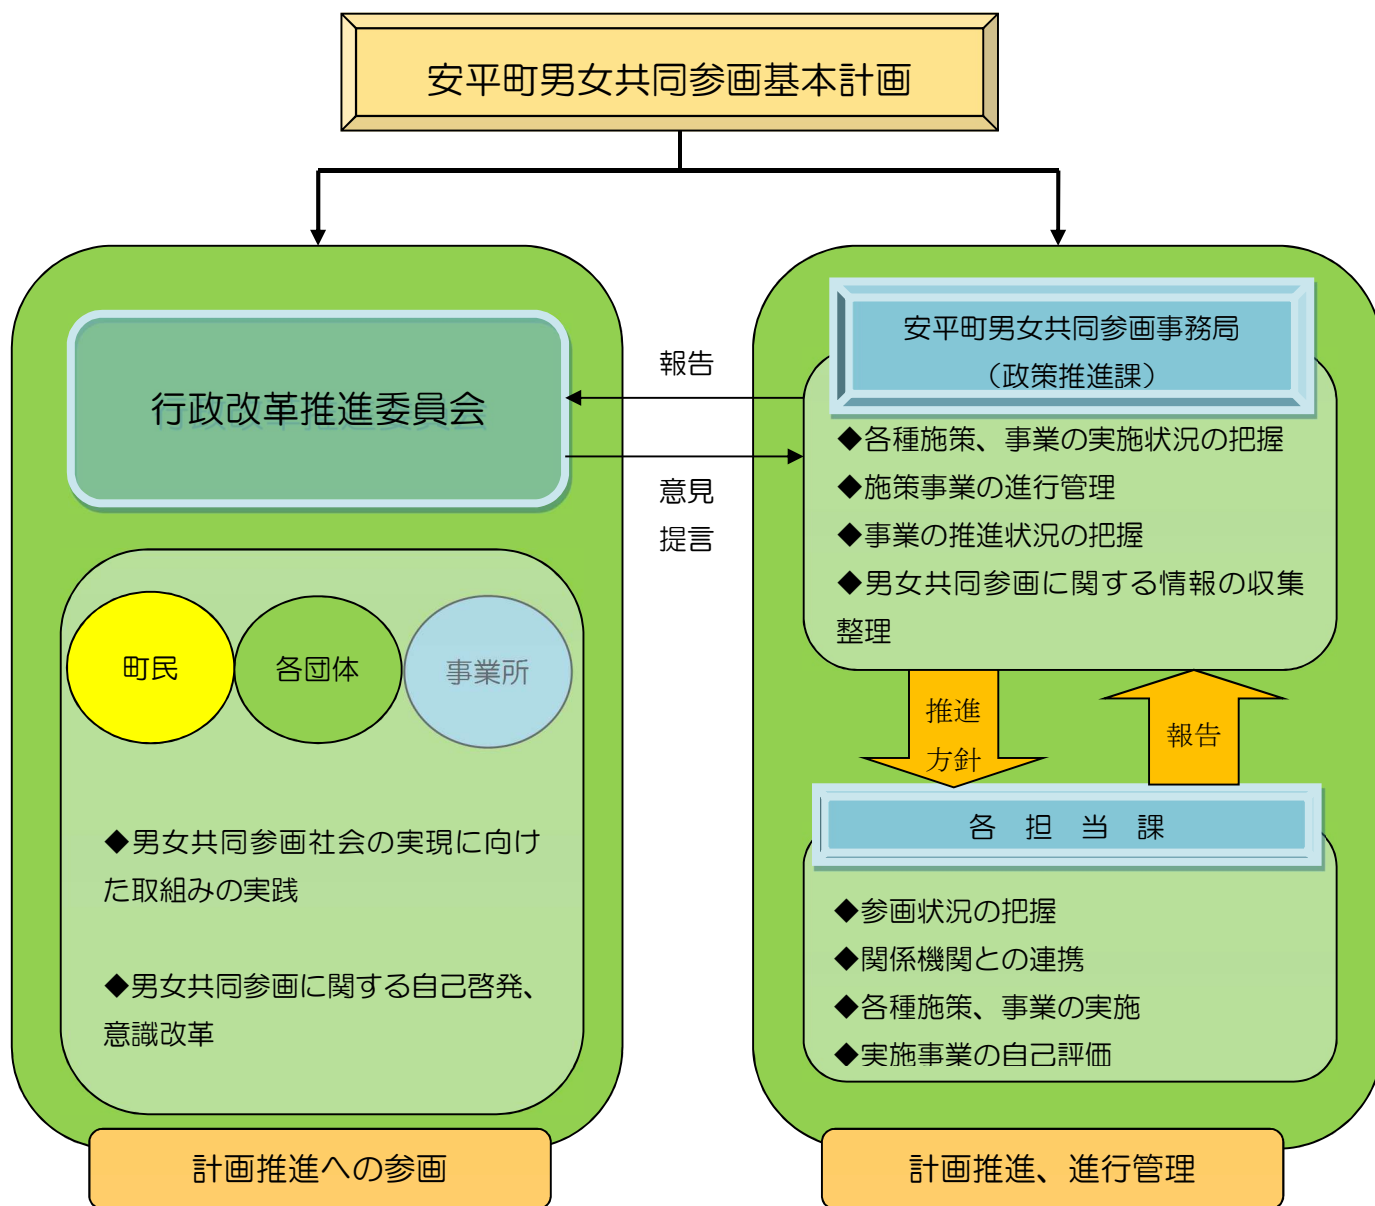 安平町男女共同参画基本計画
行政改革推進委員会
町民
各団体
事業所
◆男女共同参画社会の実現に向け
た取組みの実践
◆男女共同参画に関する自己啓発、
意識改革
計画推進への参画
報告
意見
提言
安平町男女共同参画事務局
（政策推進課）
◆各種施策、事業の実施状況の把握
◆施策事業の進行管理
◆事業の推進状況の把握
◆男女共同参画に関する情報の収集
整理
推進
方針
報告
各　担　当　課
◆参画状況の把握
◆関係機関との連携
◆各種施策、事業の実施
◆実施事業の自己評価
計画推進、進行管理